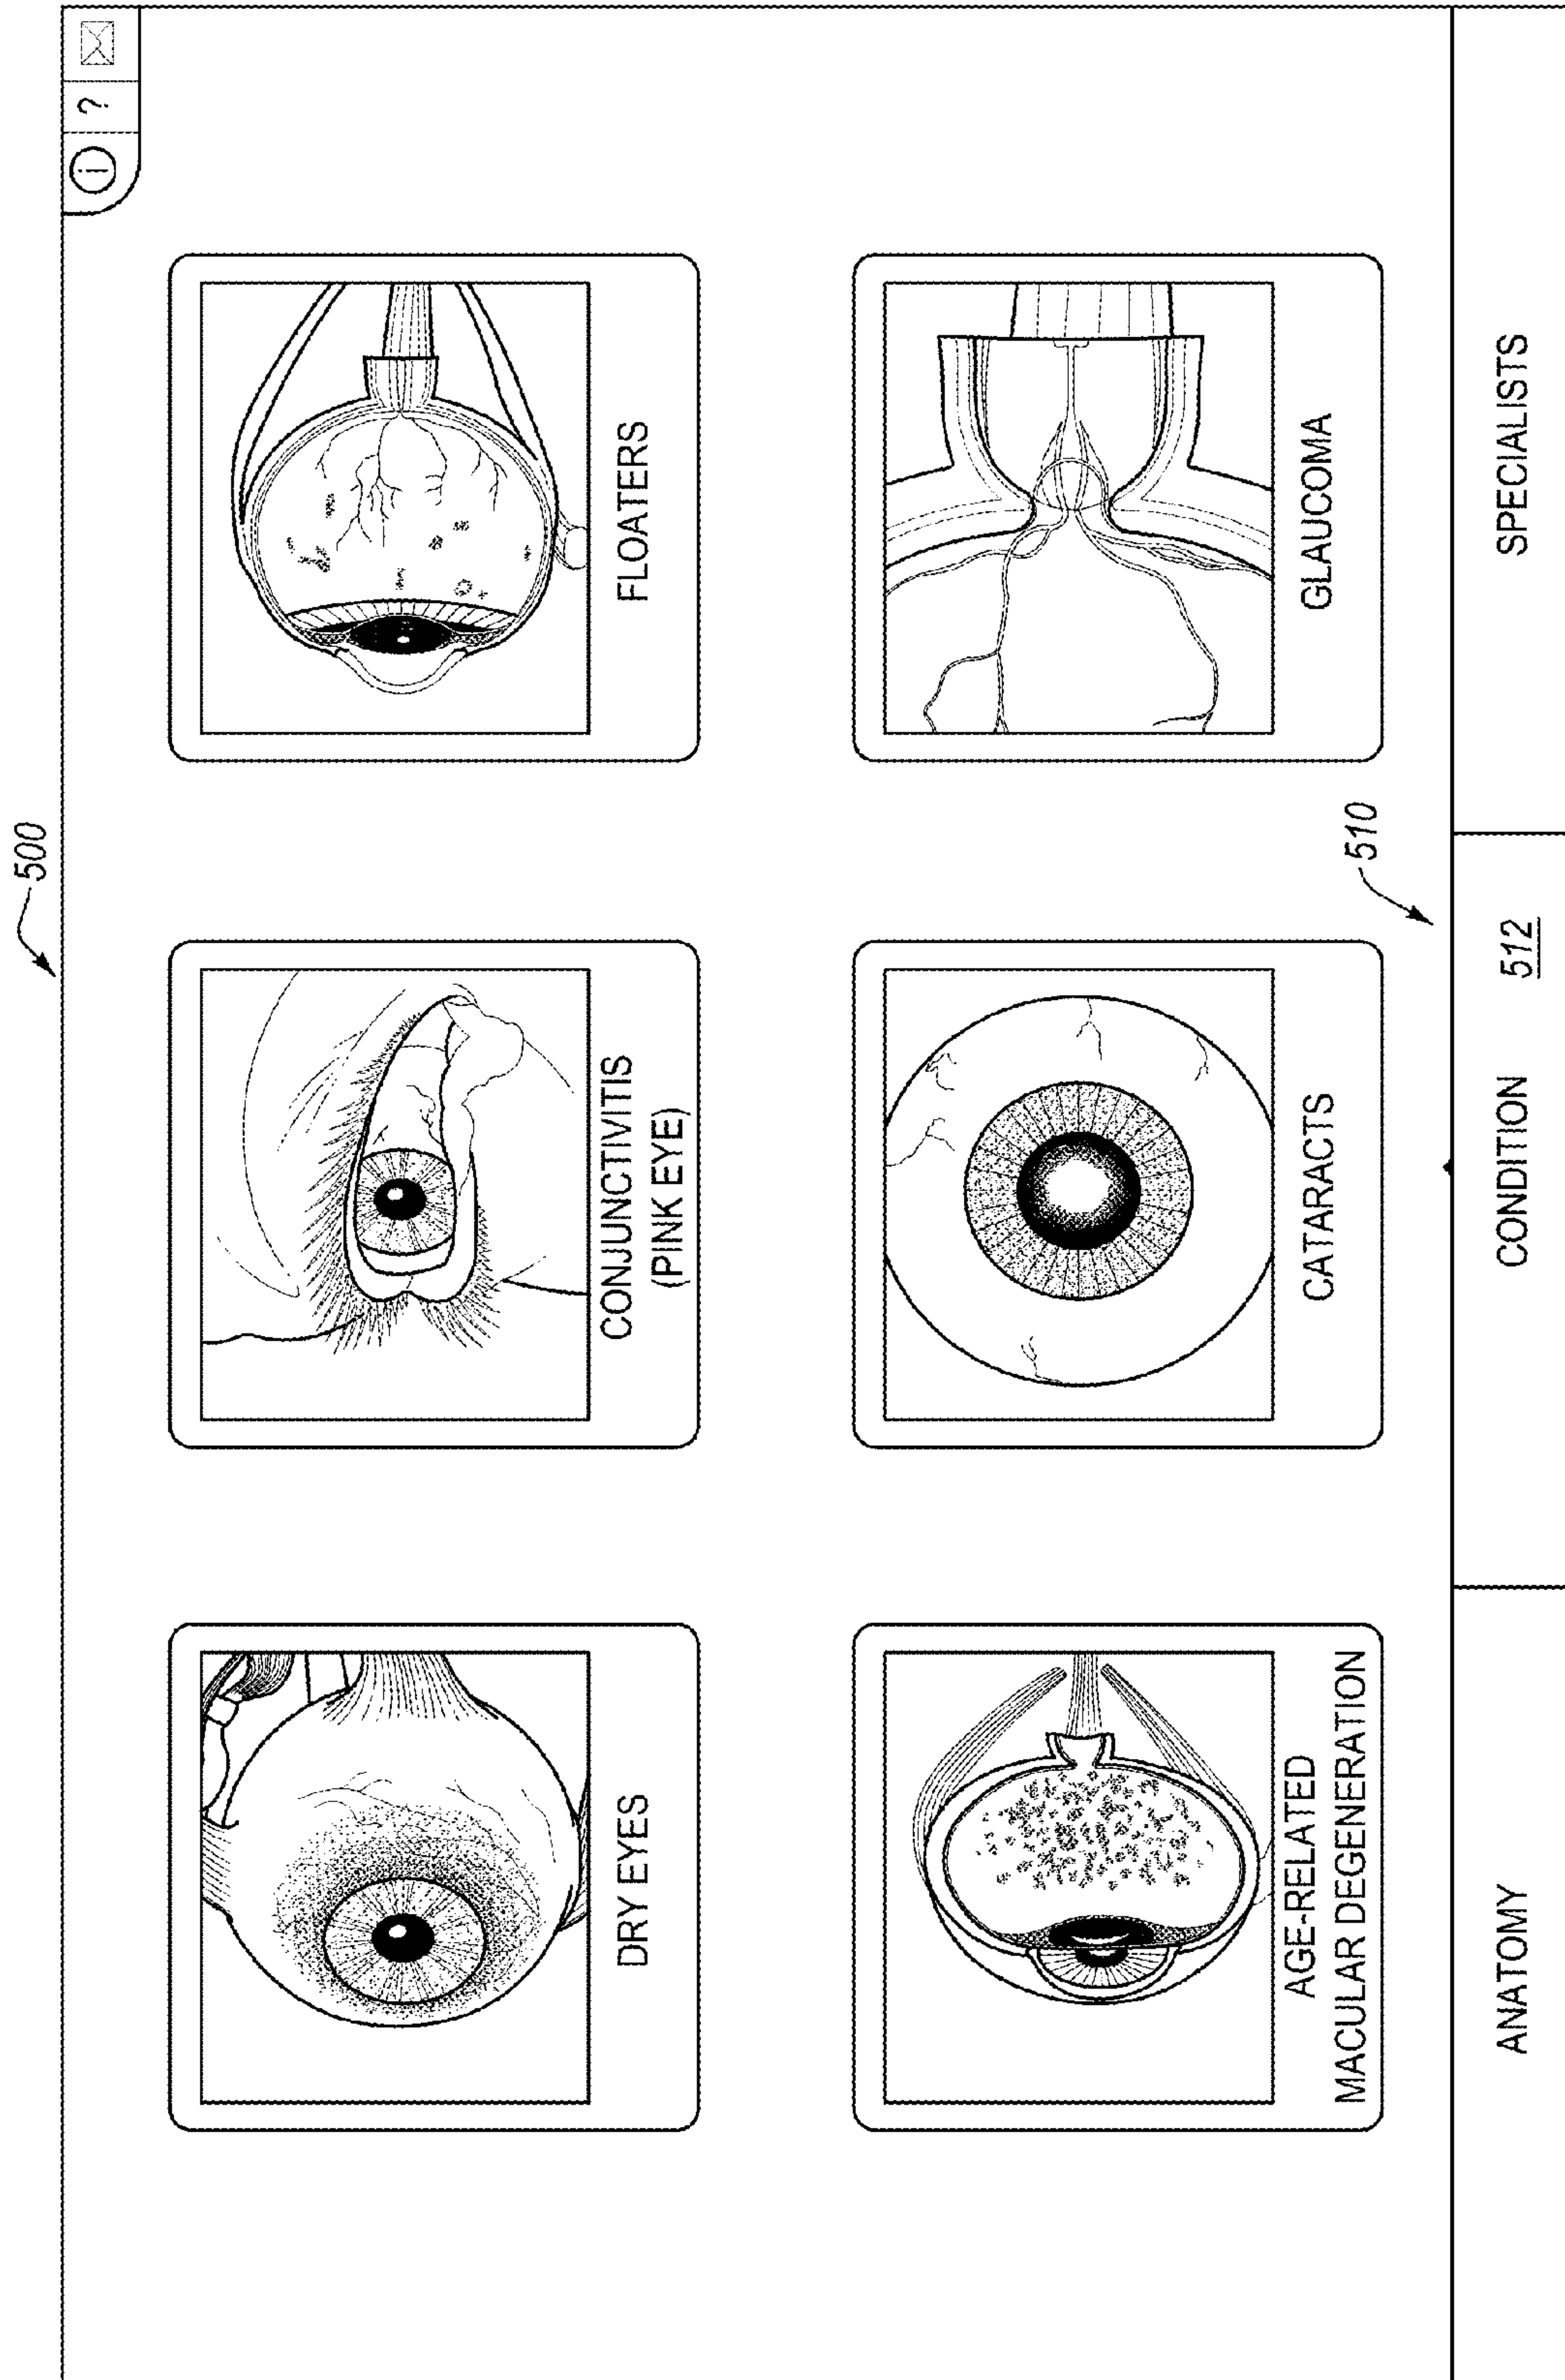 500
i ?
DRY EYES
CONJUNCTIVITIS
(PINK EYE)
FLOATERS
AGE-RELATED
MACULAR DEGENERATION
CATARACTS
GLAUCOMA
510
ANATOMY
CONDITION
512
SPECIALISTS